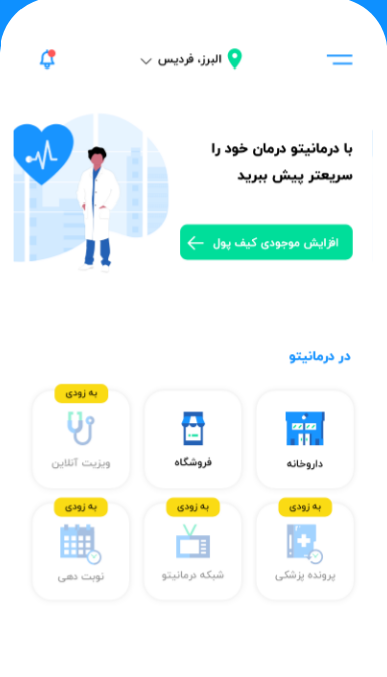 البرز، فردیس
با درمانیتو درمان خود را
سریعتر پیش ببرید
افزایش موجودی کیف پول
در درمانیتو
داروخانه
فروشگاه
به زودی
ویزیت آنلاین
به زودی
پرونده پزشکی
به زودی
شبکه درمانیتو
به زودی
نوبت دهی